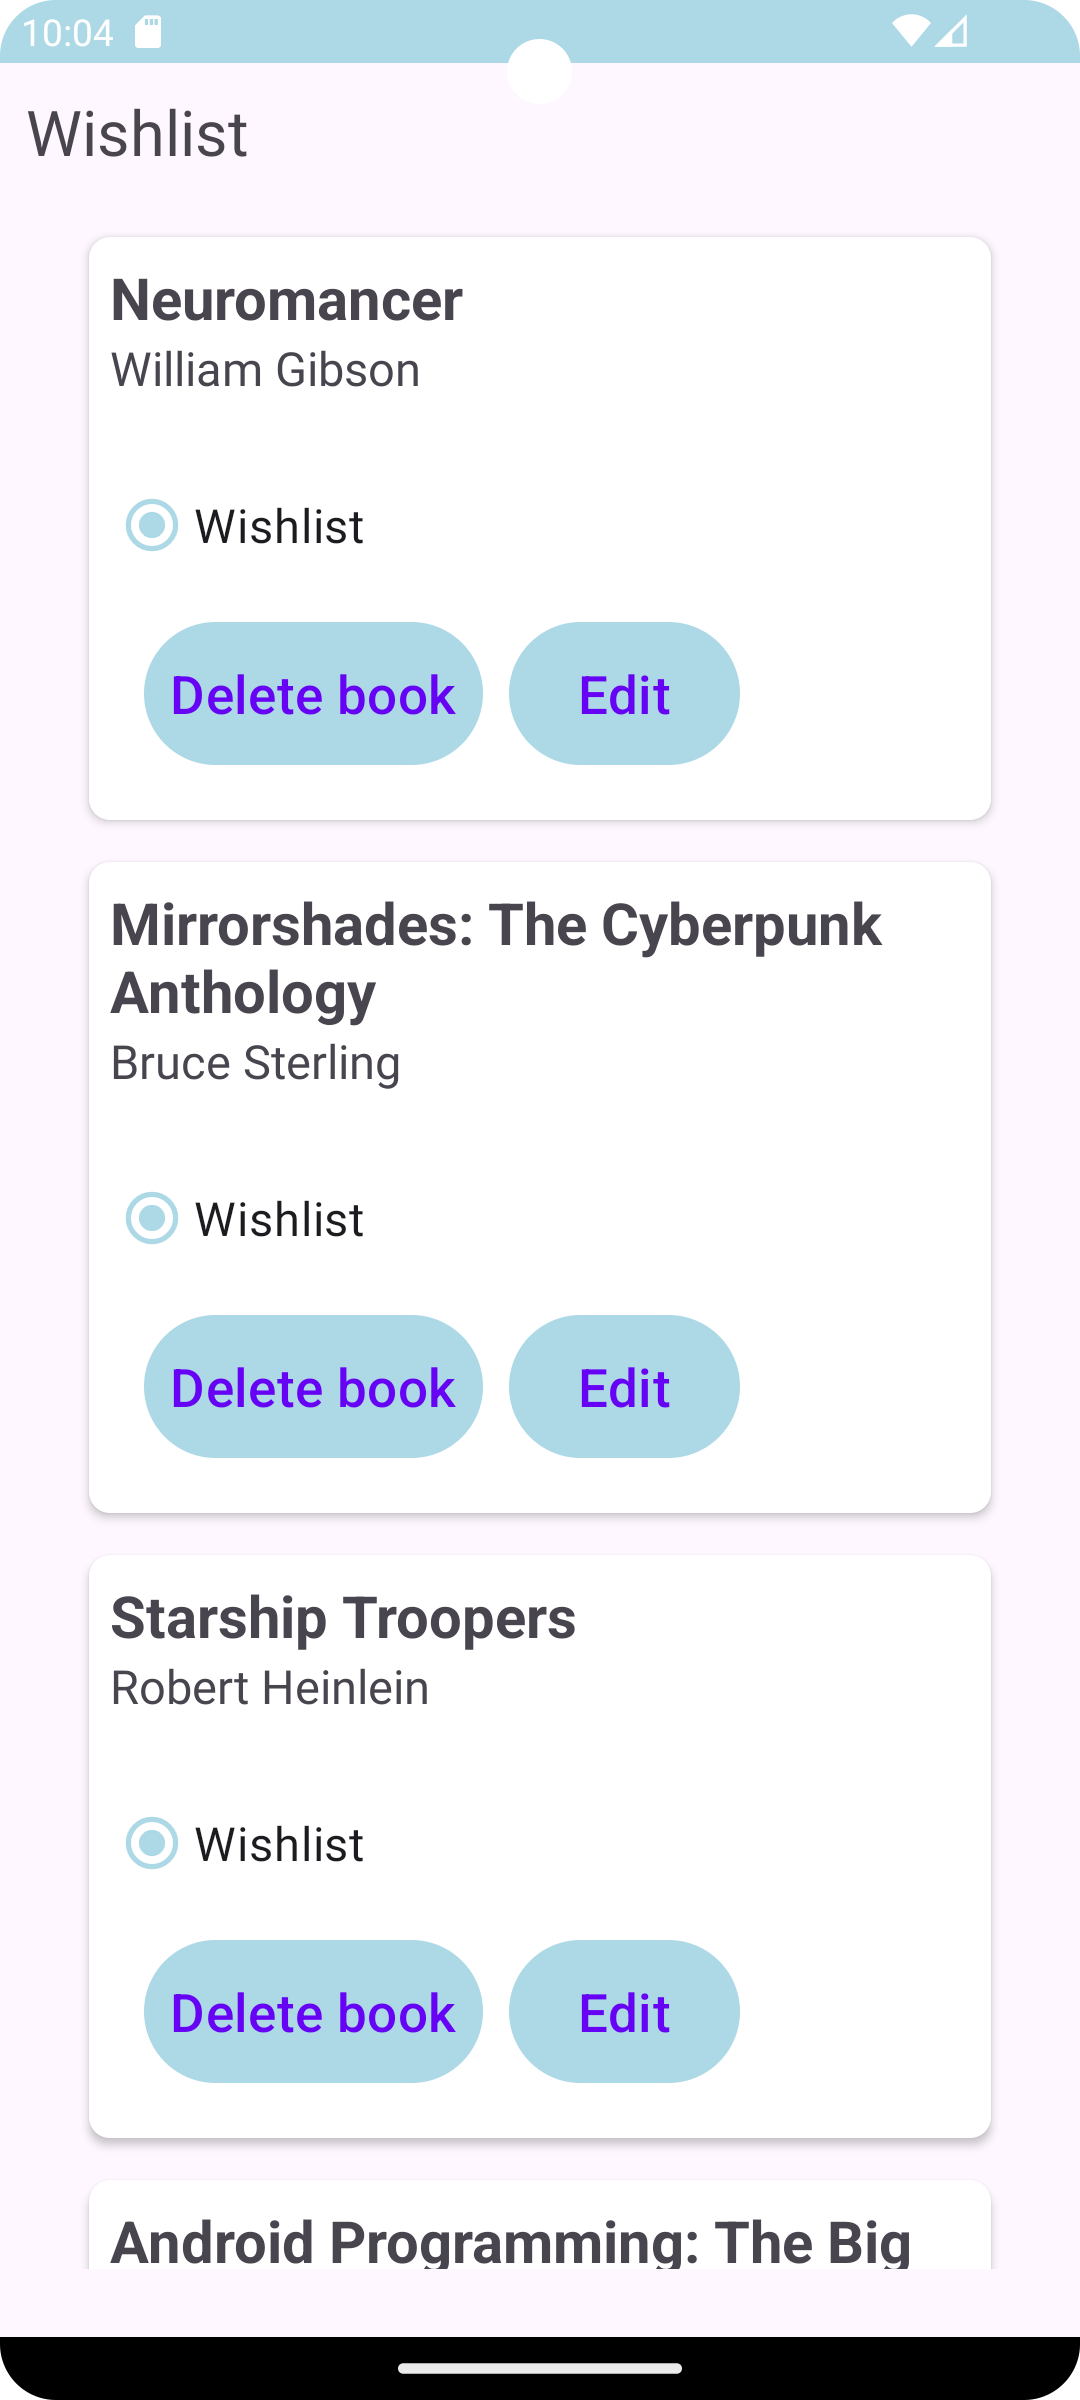 10:04
Wishlist
Neuromancer
William Gibson
Wishlist
Delete book Edit
Mirrorshades: The Cyberpunk
Anthology
Bruce Sterling
Wishlist
Delete book Edit
Starship Troopers
Robert Heinlein
Wishlist
Delete book Edit
Android Programming: The Big